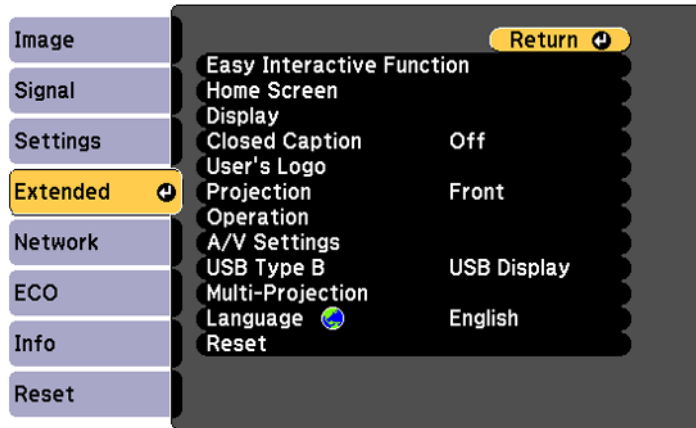 Image
Signal
Settings
Extended
Network
ECO
Info
Reset
Return
Easy Interactive Function
Home Screen
Display
Closed Caption Off
User's Logo
Projection Front
Operation
A/V Settings
USB Type B USB Display
Multi-Projection
Language English
Reset